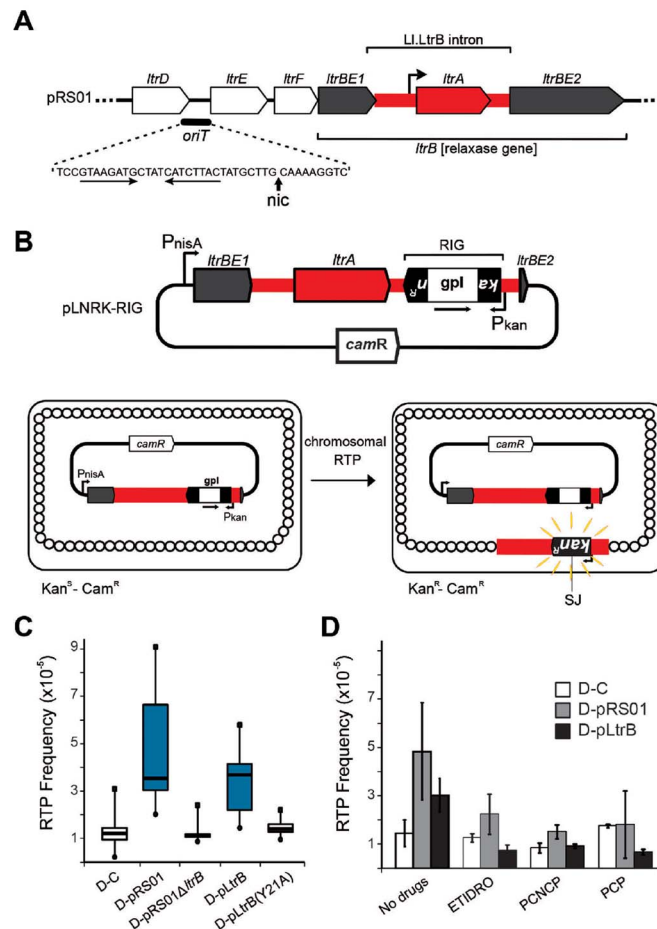 A
Ll.LtrB intron
ltrD ltrE ltrF ltrBE1 ltrA ltrBE2
pRS01
oriT
ltrB [relaxase gene]
TCCGTAAGATGCTATCATCTTACTATGCTTG CAAAAGGTC
nic
B
PnisA
RIG
ltrBE1 ltrA ltrBE2
kanR gpI
pLNRK-RIG
Pkan
camR
camR
PnisA
gpI
Pkan
KanS- CamR
chromosomal
RTP
camR
kanR
SJ
KanR- CamR
C
RTP Frequency (x10-5)
9
7
5
3
1
D-C
D-pRS01
D-pRS01ΔltrB
D-pLtrB
D-pLtrB(Y21A)
D
RTP Frequency (x10-5)
7
5
3
1
D-C
D-pRS01
D-pLtrB
No drugs
ETIDRO
PCNCP
PCP